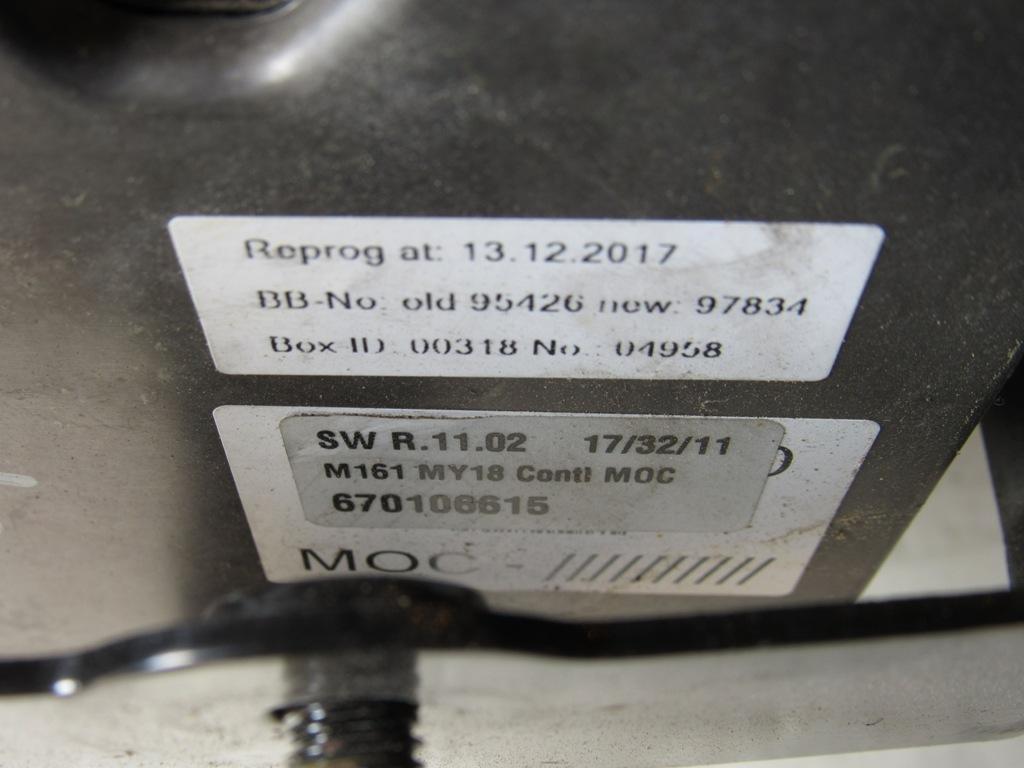 Reprog at: 13.12.2017
BB-No: old 95426 new: 97834
Box ID: 00318 No.: 04958
SW R.11.02 17/32/11
M161 MY18 Conti MOC
670106615
MOC - //////////